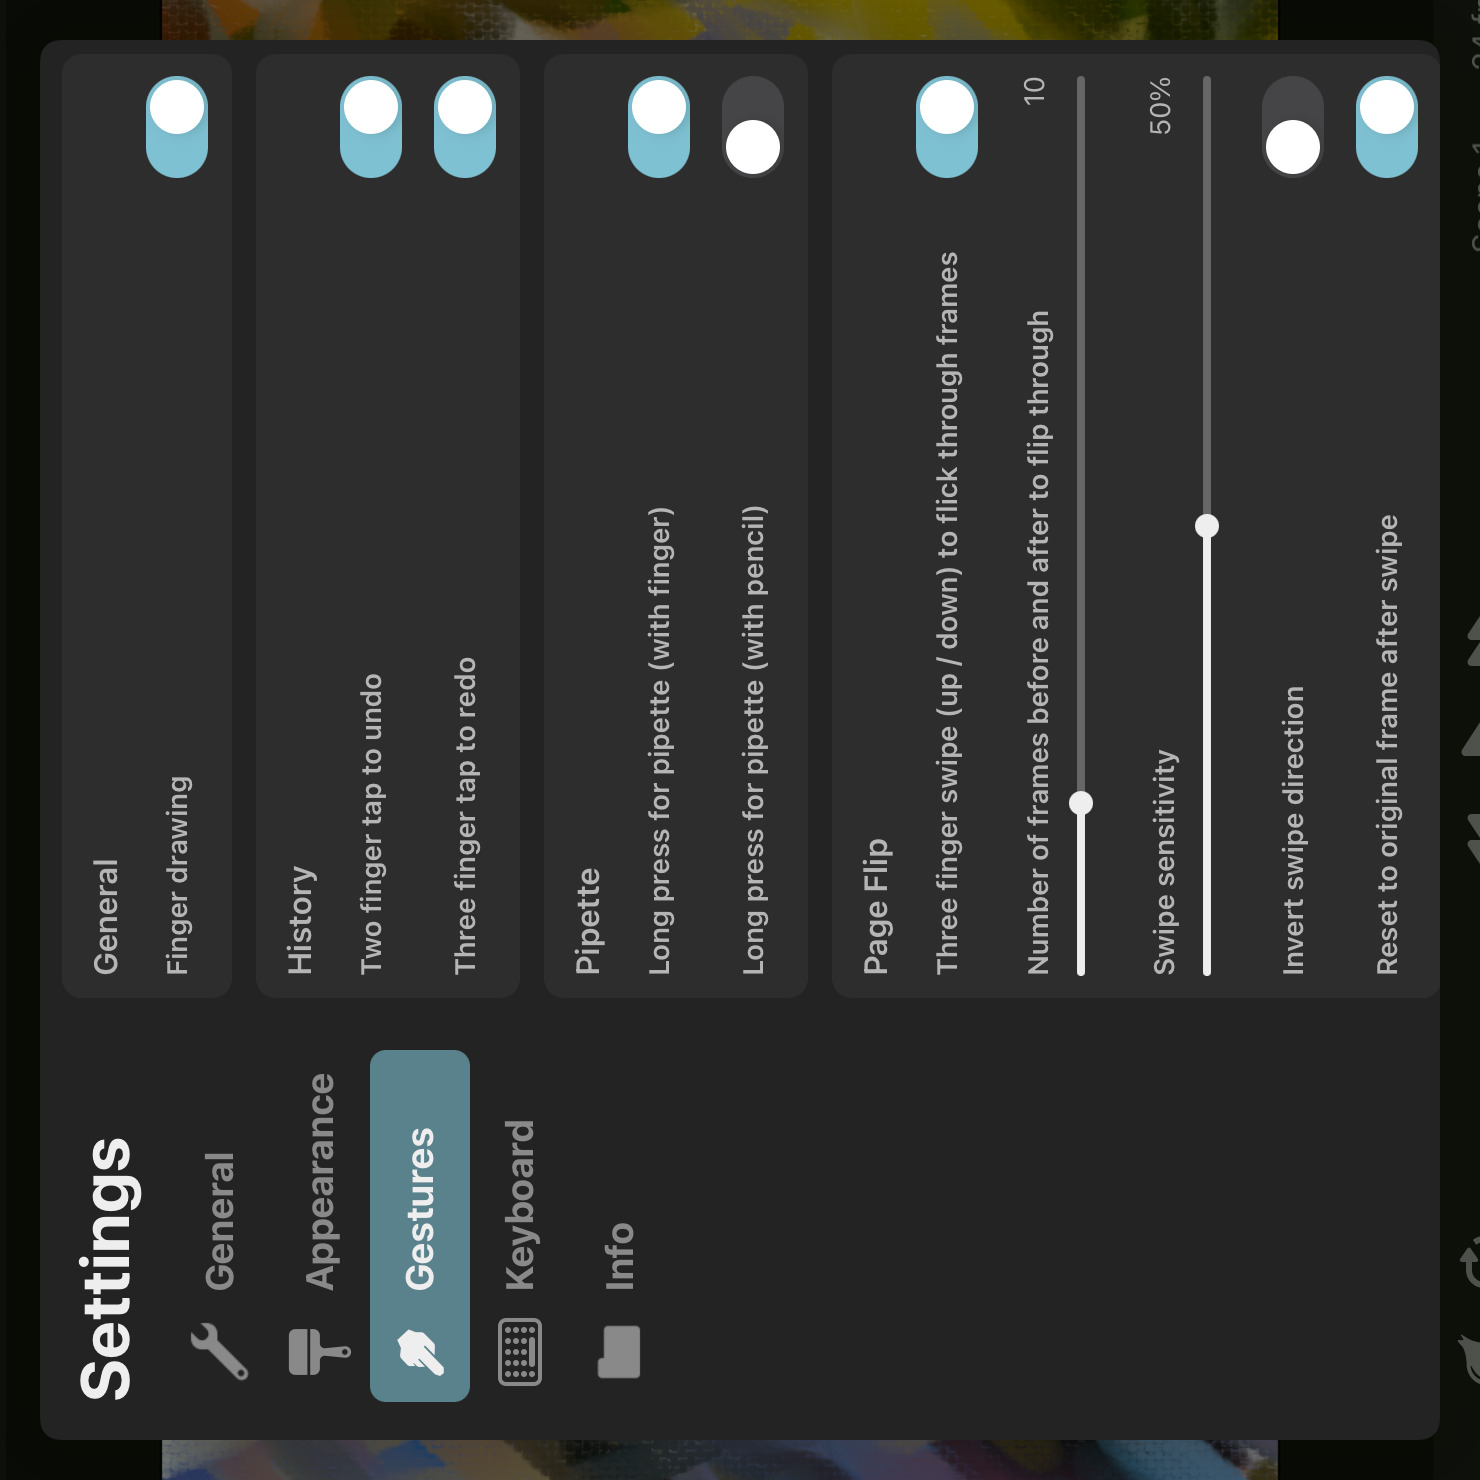 Settings
General
Appearance
Gestures
Keyboard
Info
General
Finger drawing
History
Two finger tap to undo
Three finger tap to redo
Pipette
Long press for pipette (with finger)
Long press for pipette (with pencil)
Page Flip
Three finger swipe (up / down) to flick through frames
Number of frames before and after to flip through 10
Swipe sensitivity 50%
Invert swipe direction
Reset to original frame after swipe